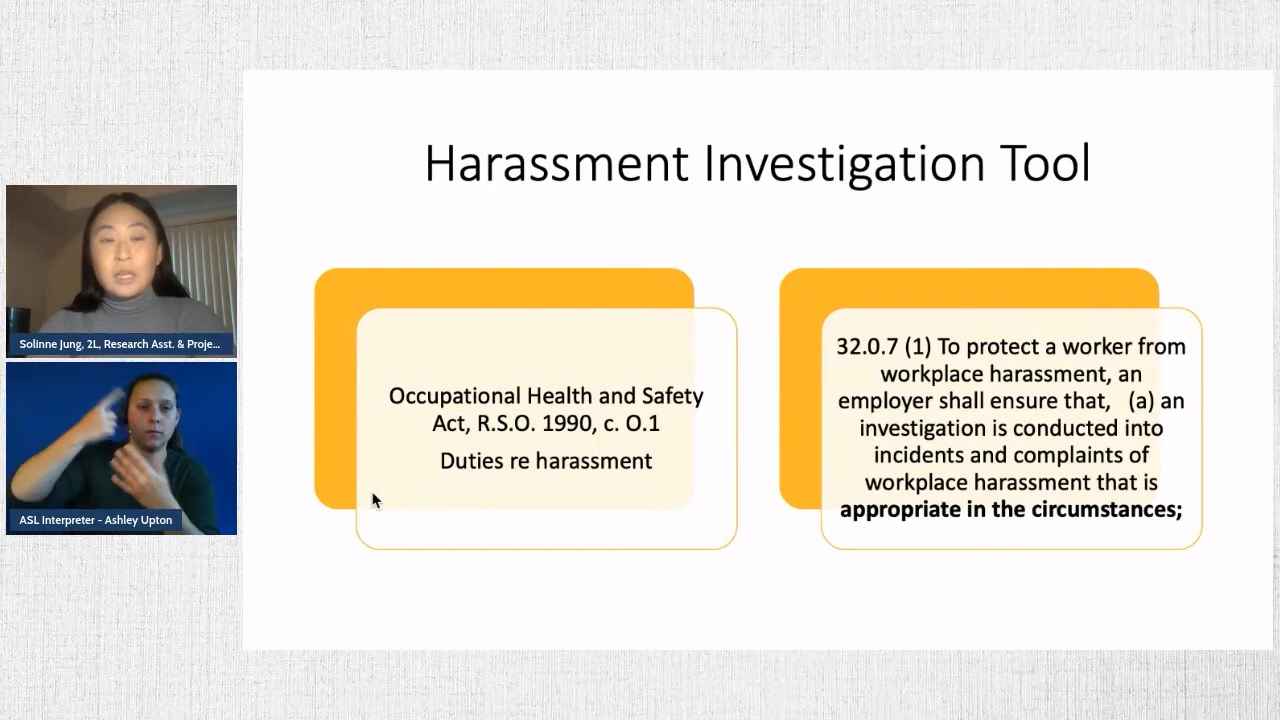 Harassment Investigation Tool
Occupational Health and Safety
Act, R.S.O. 1990, c. O.1
Duties re harassment
32.0.7 (1) To protect a worker from
workplace harassment, an
employer shall ensure that, (a) an
investigation is conducted into
incidents and complaints of
workplace harassment that is
appropriate in the circumstances;
Solinne Jung, 2L, Research Asst. & Proje...
ASL Interpreter - Ashley Upton